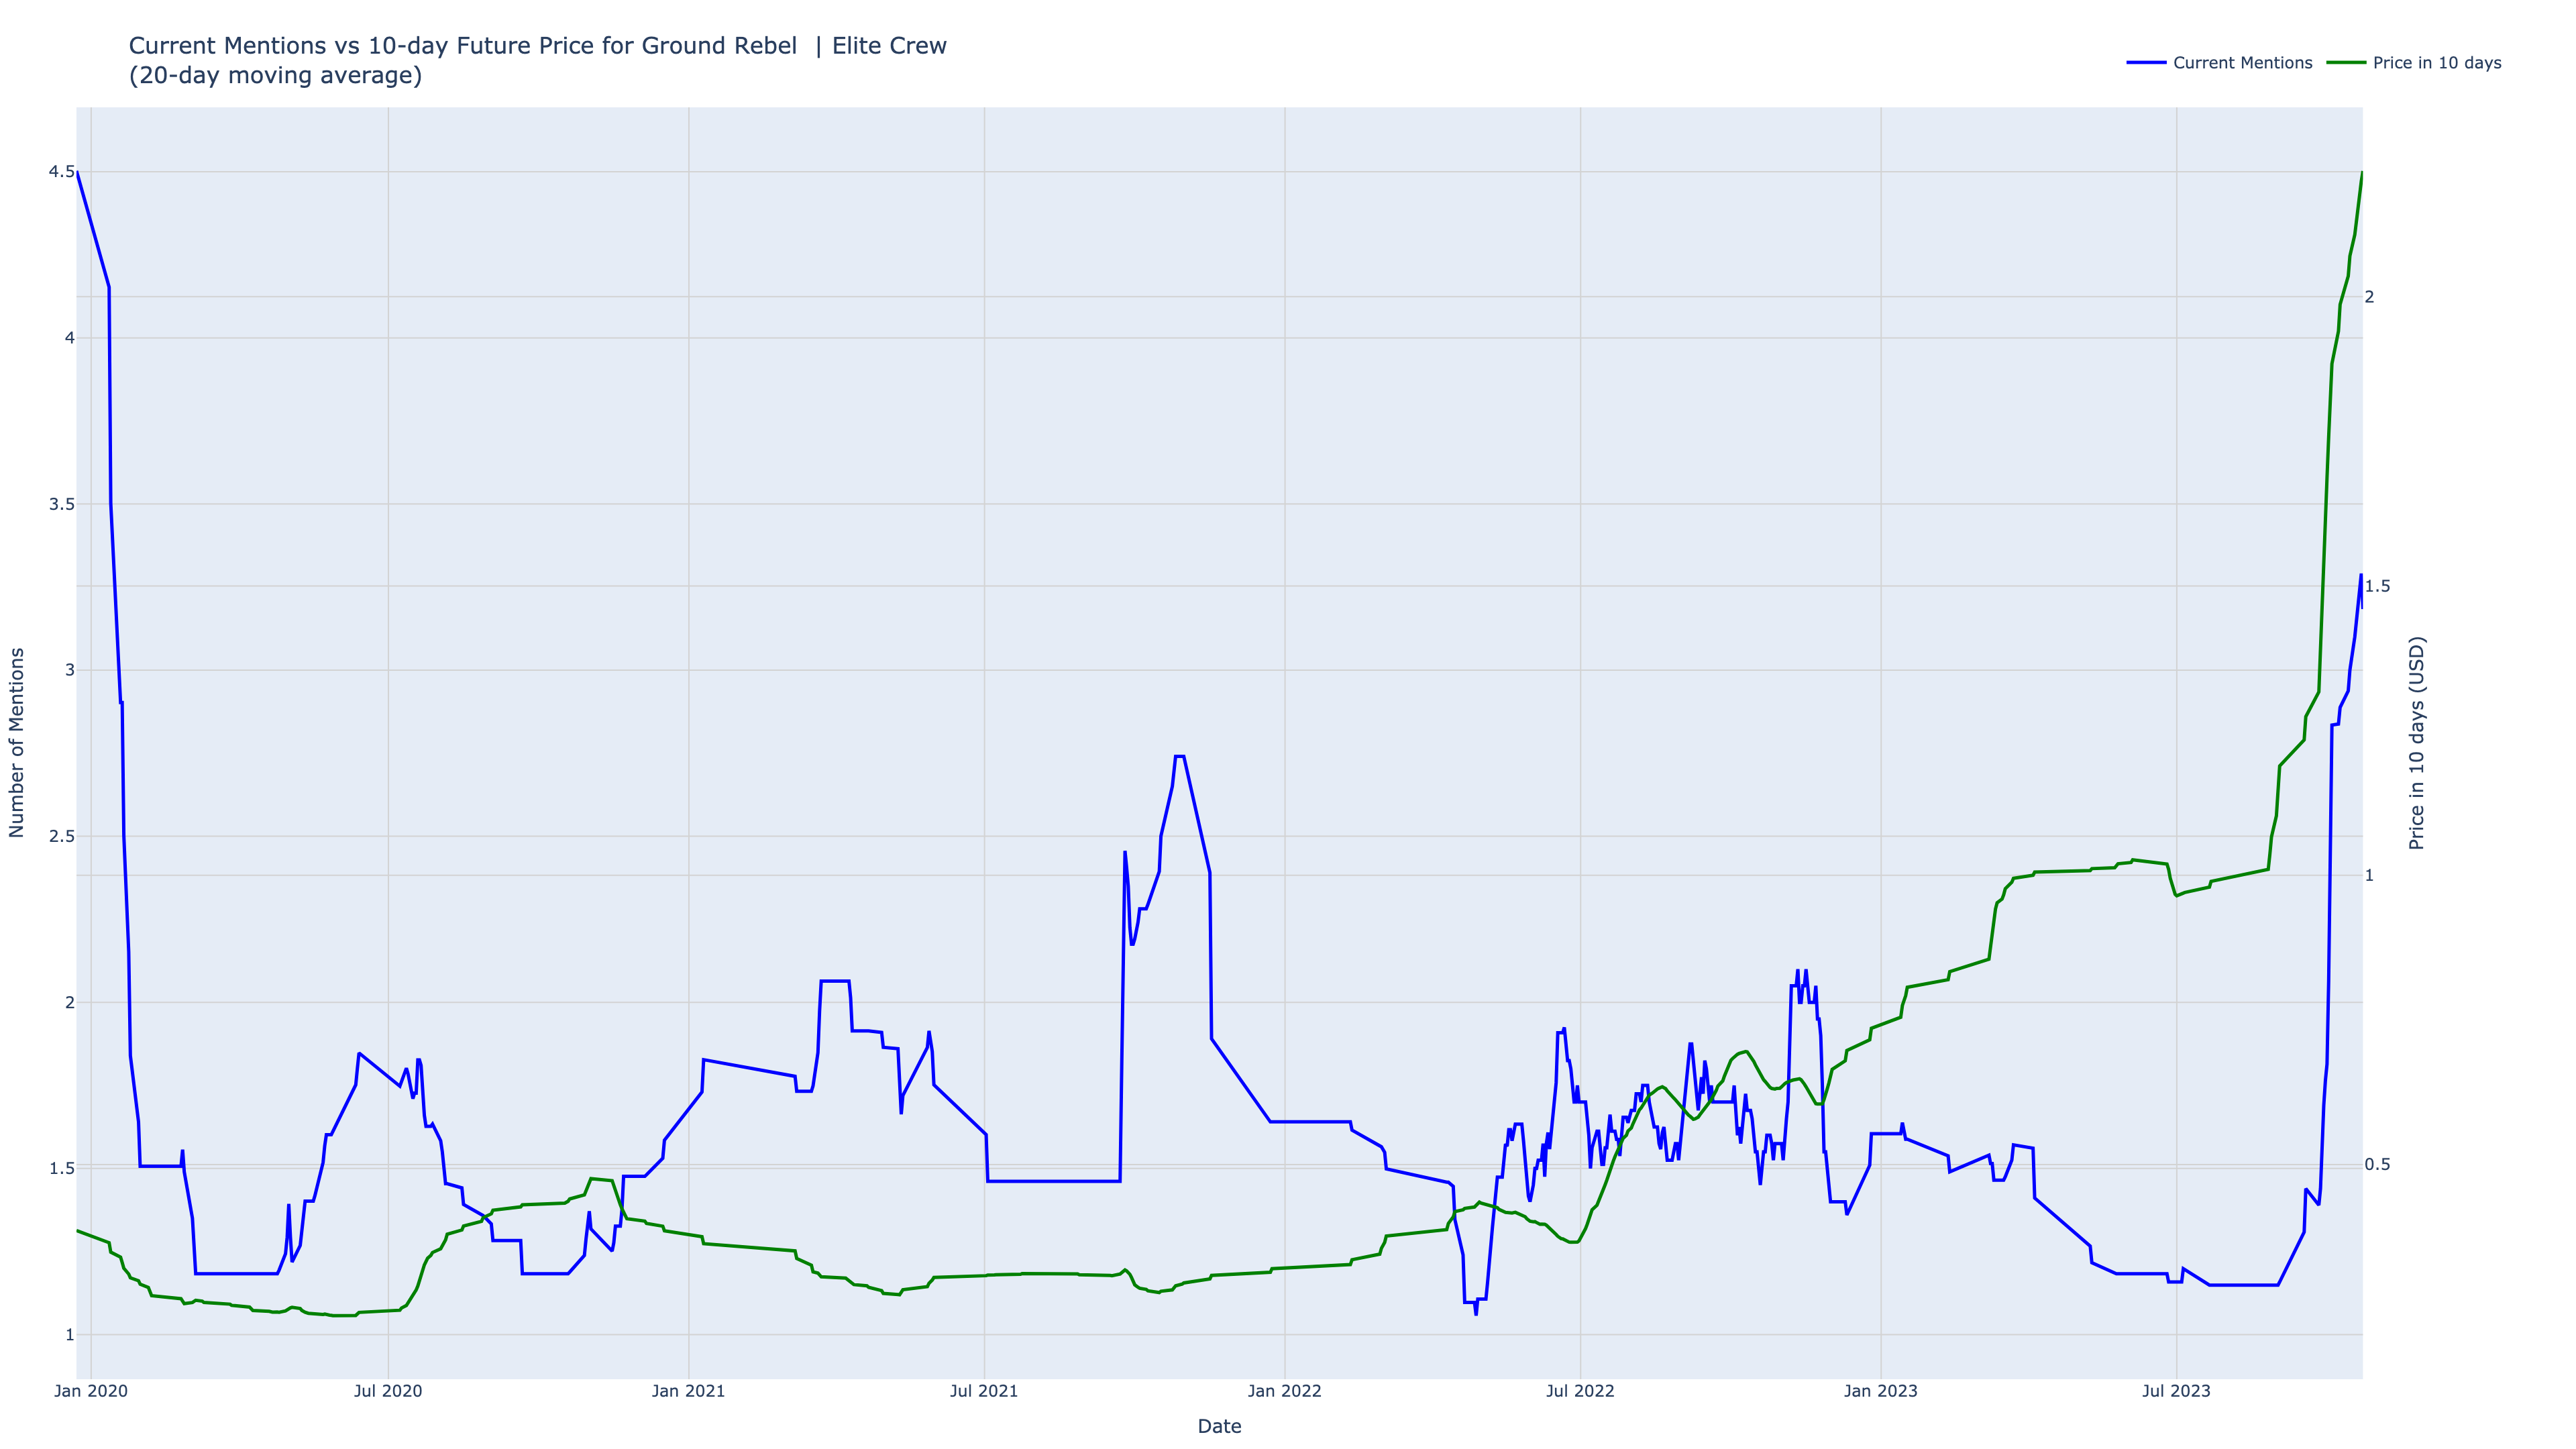 Current Mentions vs 10-day Future Price for Ground Rebel  | Elite Crew
(20-day moving average)
Current Mentions
Price in 10 days
4.5
4
3.5
3
2.5
2
1.5
1
Number of Mentions
2
1.5
1
0.5
Price in 10 days (USD)
Jan 2020
Jul 2020
Jan 2021
Jul 2021
Jan 2022
Jul 2022
Jan 2023
Jul 2023
Date